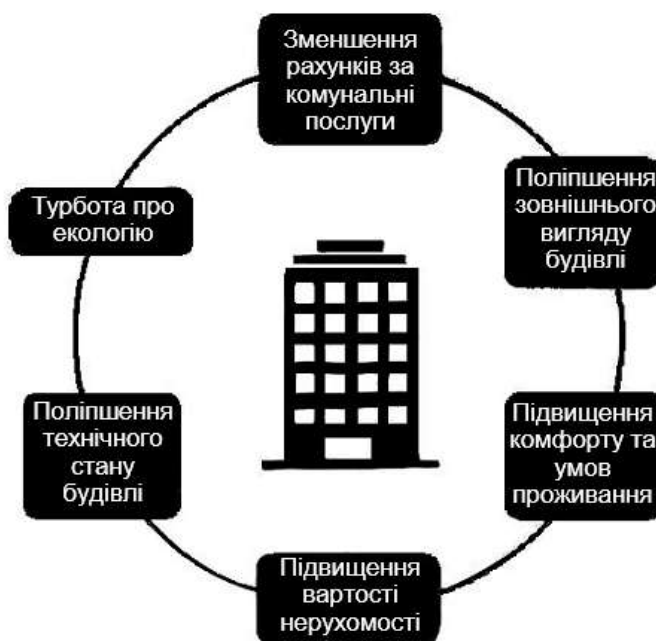 Зменшення
рахунків за
комунальні
послуги
Поліпшення
зовнішнього
вигляду
будівлі
Підвищення
комфорту та
умов
проживання
Підвищення
вартості
нерухомості
Поліпшення
технічного
стану
будівлі
Турбота про
екологію